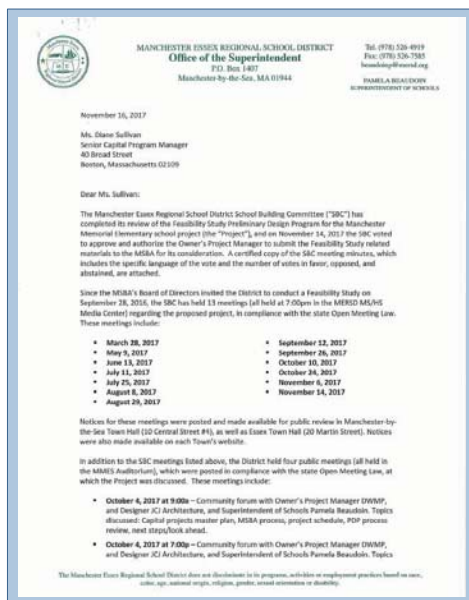 MANCHESTER ESSEX REGIONAL SCHOOL DISTRICT
Office of the Superintendent
P.O. Box 1407
Manchester-by-the-Sea, MA 01944
Tel. (978) 526-4919
Fax: (978) 526-7585
beaudoinp@mersd.org
PAMELA BEAUDOIN
SUPERINTENDENT OF SCHOOLS
November 16, 2017
Ms. Diane Sullivan
Senior Capital Program Manager
40 Broad Street
Boston, Massachusetts 02109
Dear Ms. Sullivan:
The Manchester Essex Regional School District School Building Committee ("SBC") has
completed its review of the Feasibility Study Preliminary Design Program for the Manchester
Memorial Elementary school project (the "Project"), and on November 14, 2017 the SBC voted
to approve and authorize the Owner's Project Manager to submit the Feasibility Study related
materials to the MSBA for its consideration. A certified copy of the SBC meeting minutes, which
includes the specific language of the vote and the number of votes in favor, opposed, and
abstained, are attached.
Since the MSBA's Board of Directors invited the District to conduct a Feasibility Study on
September 28, 2016, the SBC has held 13 meetings (all held at 7:00pm in the MERSD MS/HS
Media Center) regarding the proposed project, in compliance with the state Open Meeting Law.
These meetings include:
▪ March 28, 2017
▪ May 9, 2017
▪ June 13, 2017
▪ July 11, 2017
▪ July 25, 2017
▪ August 8, 2017
▪ August 29, 2017
▪ September 12, 2017
▪ September 26, 2017
▪ October 10, 2017
▪ October 24, 2017
▪ November 6, 2017
▪ November 14, 2017
Notices for these meetings were posted and made available for public review in Manchester-by-
the-Sea Town Hall (10 Central Street #4), as well as Essex Town Hall (20 Martin Street). Notices
were also made available on each Town's website.
In addition to the SBC meetings listed above, the District held four public meetings (all held in
the MMES Auditorium), which were posted in compliance with the state Open Meeting Law, at
which the Project was discussed. These meetings include:
▪ October 4, 2017 at 9:00a – Community forum with Owner's Project Manager DWMP,
and Designer JCJ Architecture, and Superintendent of Schools Pamela Beaudoin. Topics
discussed: Capital projects master plan, MSBA process, project schedule, PDP process
review, next steps/look ahead.
▪ October 4, 2017 at 7:00p – Community forum with Owner's Project Manager DWMP,
and Designer JCJ Architecture, and Superintendent of Schools Pamela Beaudoin. Topics
The Manchester Essex Regional School District does not discriminate in its programs, activities or employment practices based on race,
color, age, national origin, religion, gender, sexual orientation or disability.